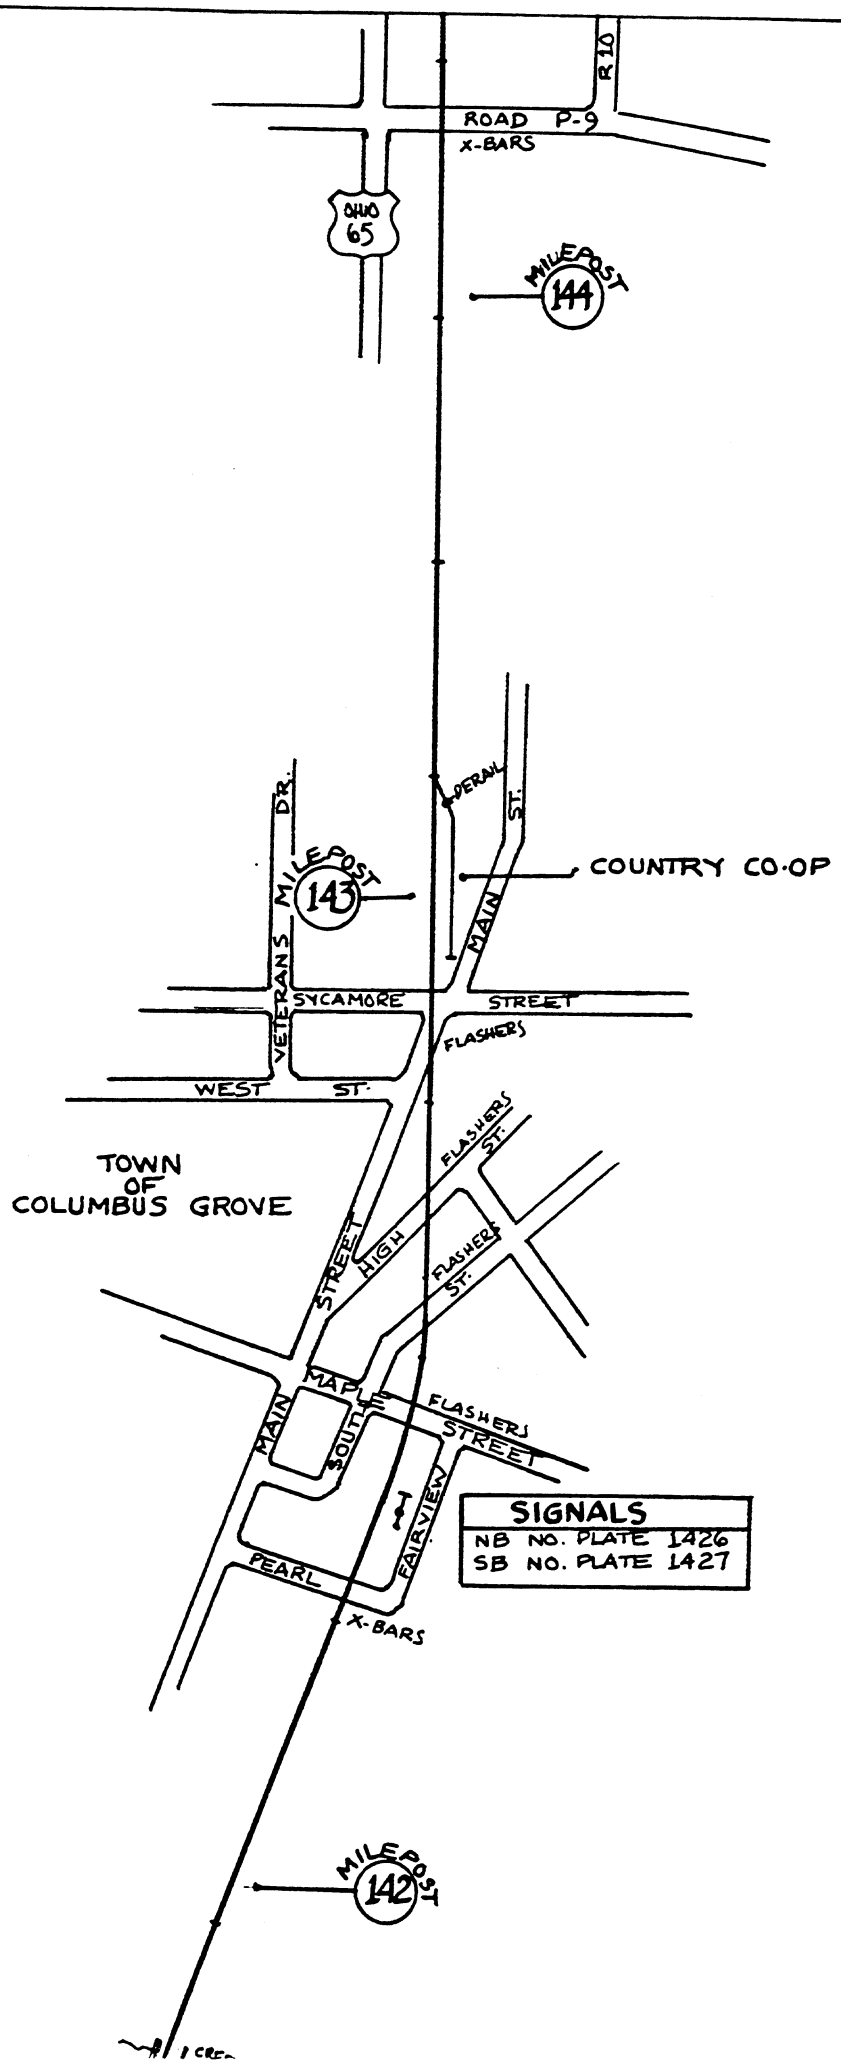 R 10
ROAD P-9
X-BARS
OHIO
65
MILEPOST
144
DERAIL
DR.
ST.
MILEPOST
143
COUNTRY CO-OP
MAIN
VETERANS
SYCAMORE STREET
FLASHERS
WEST ST.
FLASHERS
ST.
TOWN
OF
COLUMBUS GROVE
STREET
HIGH
FLASHERS
ST.
MAPLE
FLASHERS
STREET
MAIN
SOUTH
FAIRVIEW
SIGNALS
NB NO. PLATE 1426
SB NO. PLATE 1427
PEARL
X-BARS
MILEPOST
142